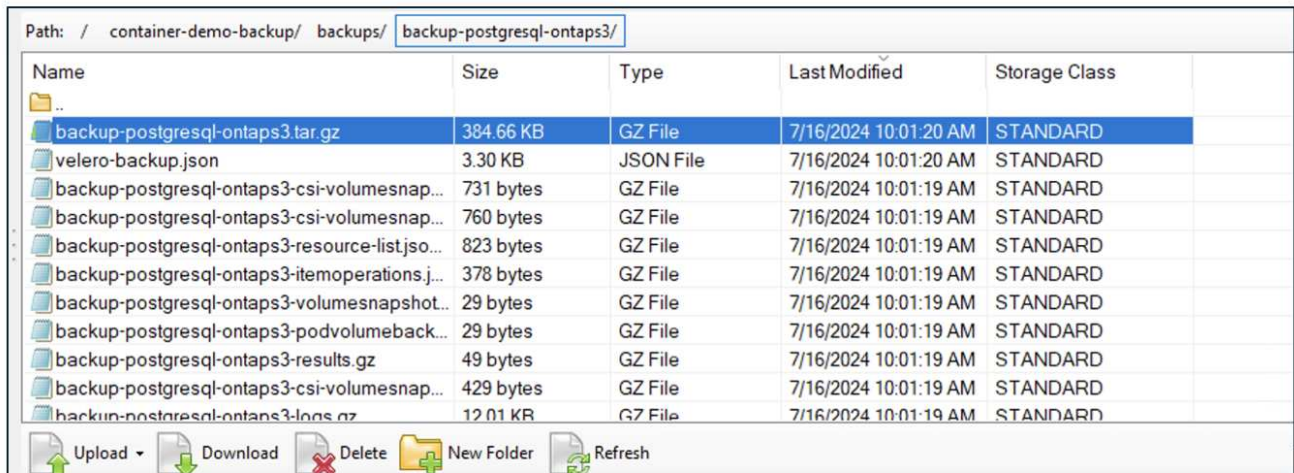 Path: / container-demo-backup/ backups/ backup-postgresql-ontaps3/
Name Size Type Last Modified Storage Class
..
backup-postgresql-ontaps3.tar.gz 384.66 KB GZ File 7/16/2024 10:01:20 AM STANDARD
velero-backup.json 3.30 KB JSON File 7/16/2024 10:01:20 AM STANDARD
backup-postgresql-ontaps3-csi-volumesnap... 731 bytes GZ File 7/16/2024 10:01:19 AM STANDARD
backup-postgresql-ontaps3-csi-volumesnap... 760 bytes GZ File 7/16/2024 10:01:19 AM STANDARD
backup-postgresql-ontaps3-resource-list.jso... 823 bytes GZ File 7/16/2024 10:01:19 AM STANDARD
backup-postgresql-ontaps3-itemoperations.j... 378 bytes GZ File 7/16/2024 10:01:19 AM STANDARD
backup-postgresql-ontaps3-volumesnapshot... 29 bytes GZ File 7/16/2024 10:01:19 AM STANDARD
backup-postgresql-ontaps3-podvolumeback... 29 bytes GZ File 7/16/2024 10:01:19 AM STANDARD
backup-postgresql-ontaps3-results.gz 49 bytes GZ File 7/16/2024 10:01:19 AM STANDARD
backup-postgresql-ontaps3-csi-volumesnap... 429 bytes GZ File 7/16/2024 10:01:19 AM STANDARD
backup-postgresql-ontaps3-logs.gz 12.01 KB GZ File 7/16/2024 10:01:19 AM STANDARD
Upload Download Delete New Folder Refresh